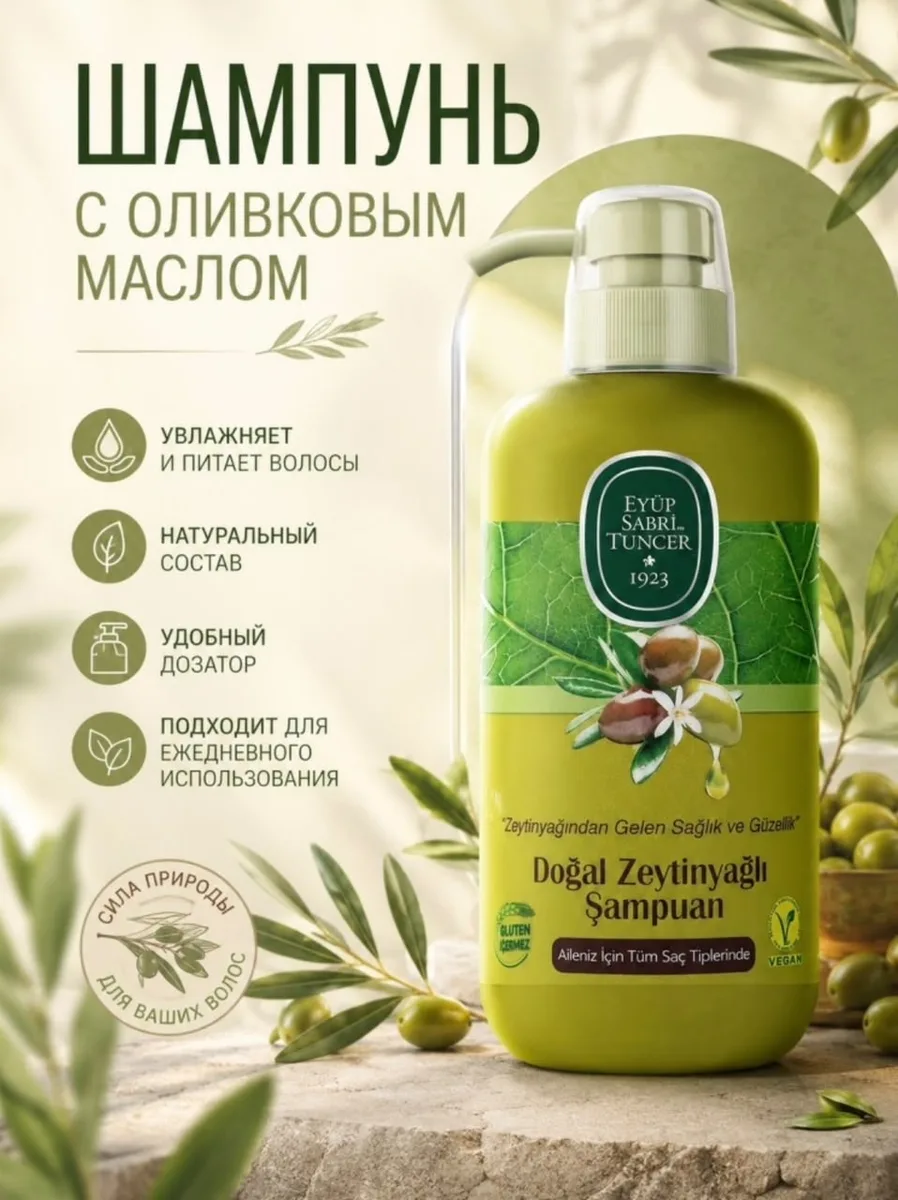 ШАМПУНЬ
С ОЛИВКОВЫМ
МАСЛОМ
УВЛАЖНЯЕТ
И ПИТАЕТ ВОЛОСЫ
НАТУРАЛЬНЫЙ
СОСТАВ
УДОБНЫЙ
ДОЗАТОР
ПОДХОДИТ ДЛЯ
ЕЖЕДНЕВНОГО
ИСПОЛЬЗОВАНИЯ
СИЛА ПРИРОДЫ
ДЛЯ ВАШИХ ВОЛОС
EYÜP
SABRİ
TUNCER
1923
"Zeytinyağından Gelen Sağlık ve Güzellik"
Doğal Zeytinyağlı
Şampuan
GLUTEN
İÇERMEZ
Aileniz İçin Tüm Saç Tiplerinde
VEGAN